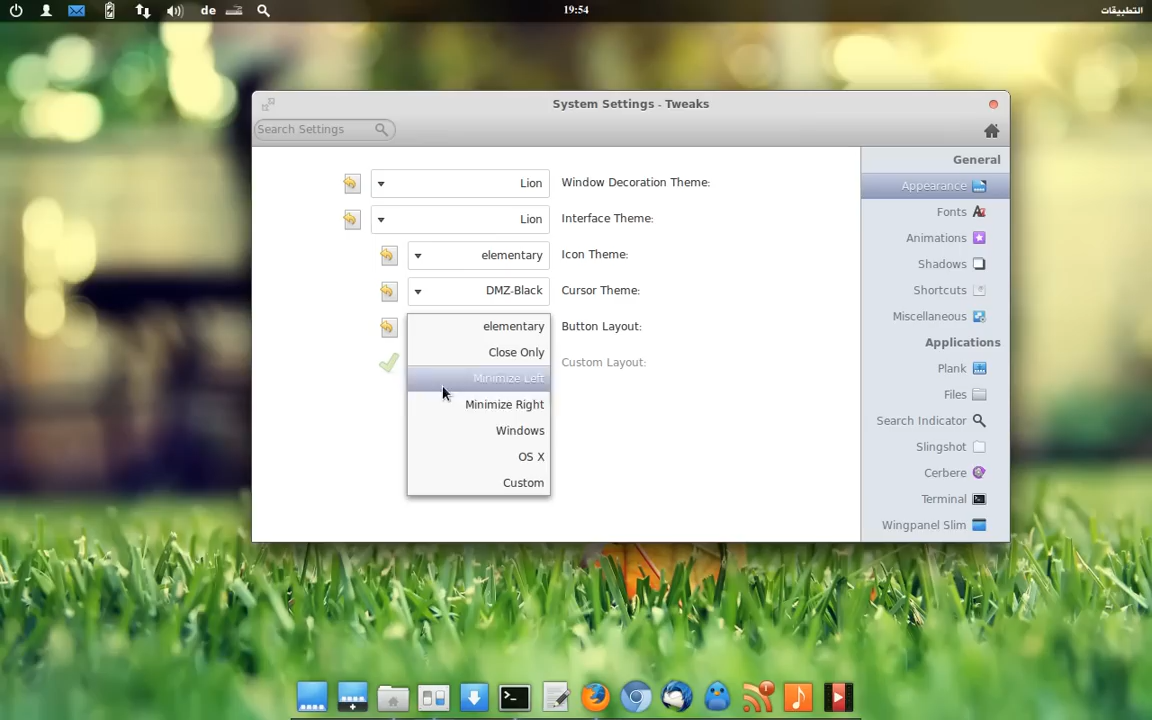 de
19:54
التطبيقات
System Settings - Tweaks
Search Settings
General
Appearance
Fonts
Animations
Shadows
Shortcuts
Miscellaneous
Applications
Plank
Files
Search Indicator
Slingshot
Cerbere
Terminal
Wingpanel Slim
Window Decoration Theme:
Lion
Interface Theme:
Lion
Icon Theme:
elementary
Cursor Theme:
DMZ-Black
Button Layout:
Custom Layout:
elementary
Close Only
Minimize Left
Minimize Right
Windows
OS X
Custom